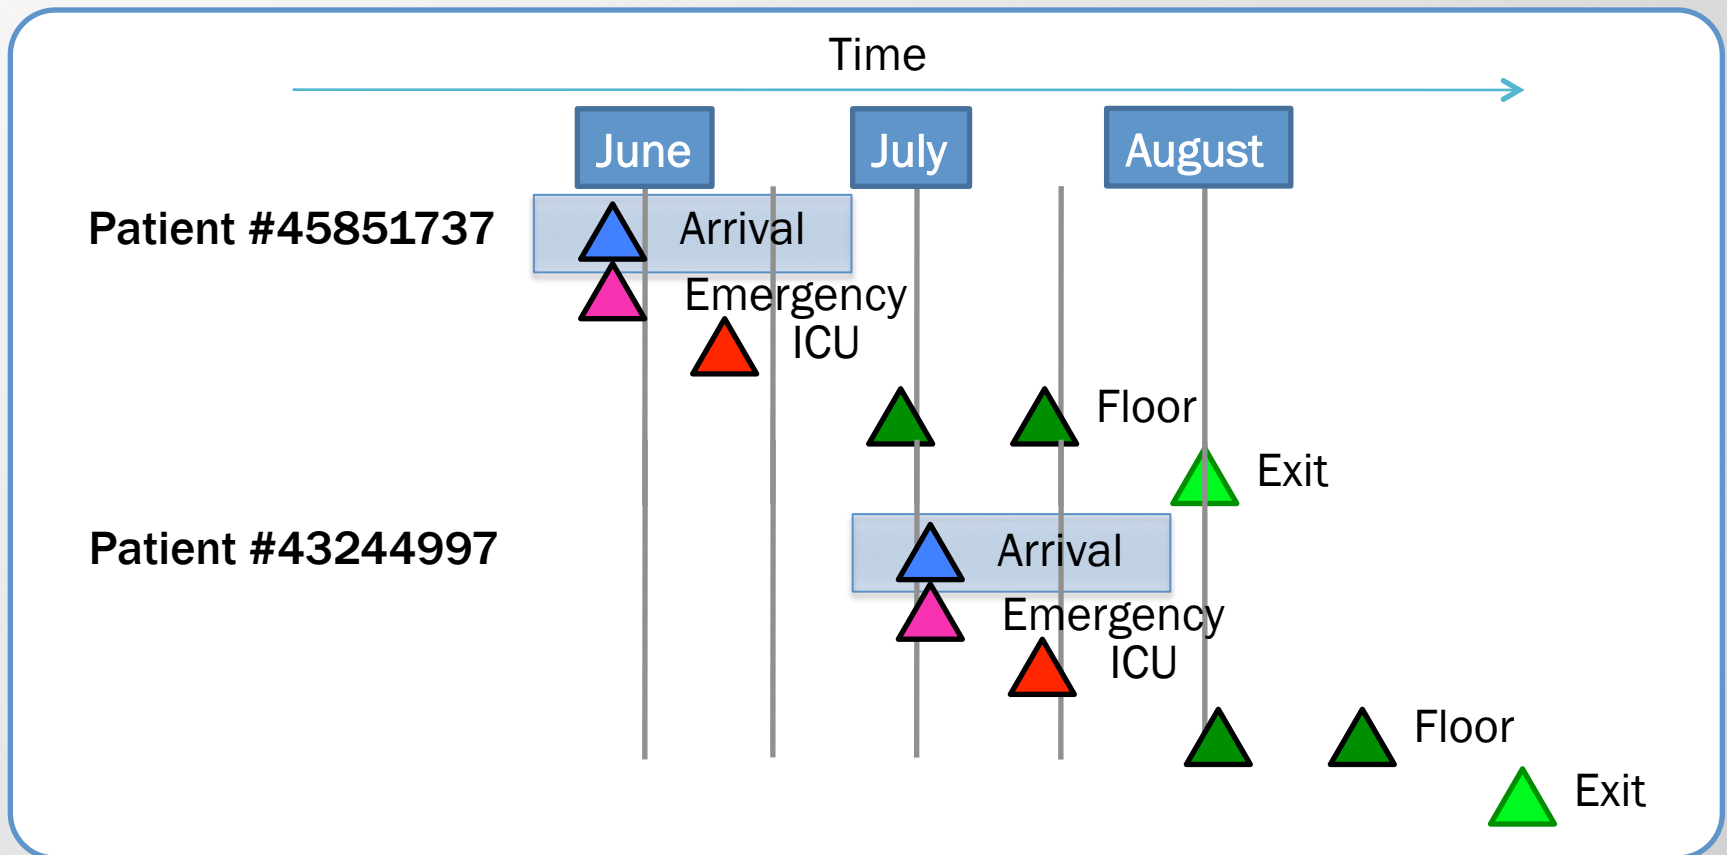 Time
June July August
Patient #45851737 Arrival
Emergency
ICU
Floor
Exit
Patient #43244997 Arrival
Emergency
ICU
Floor
Exit